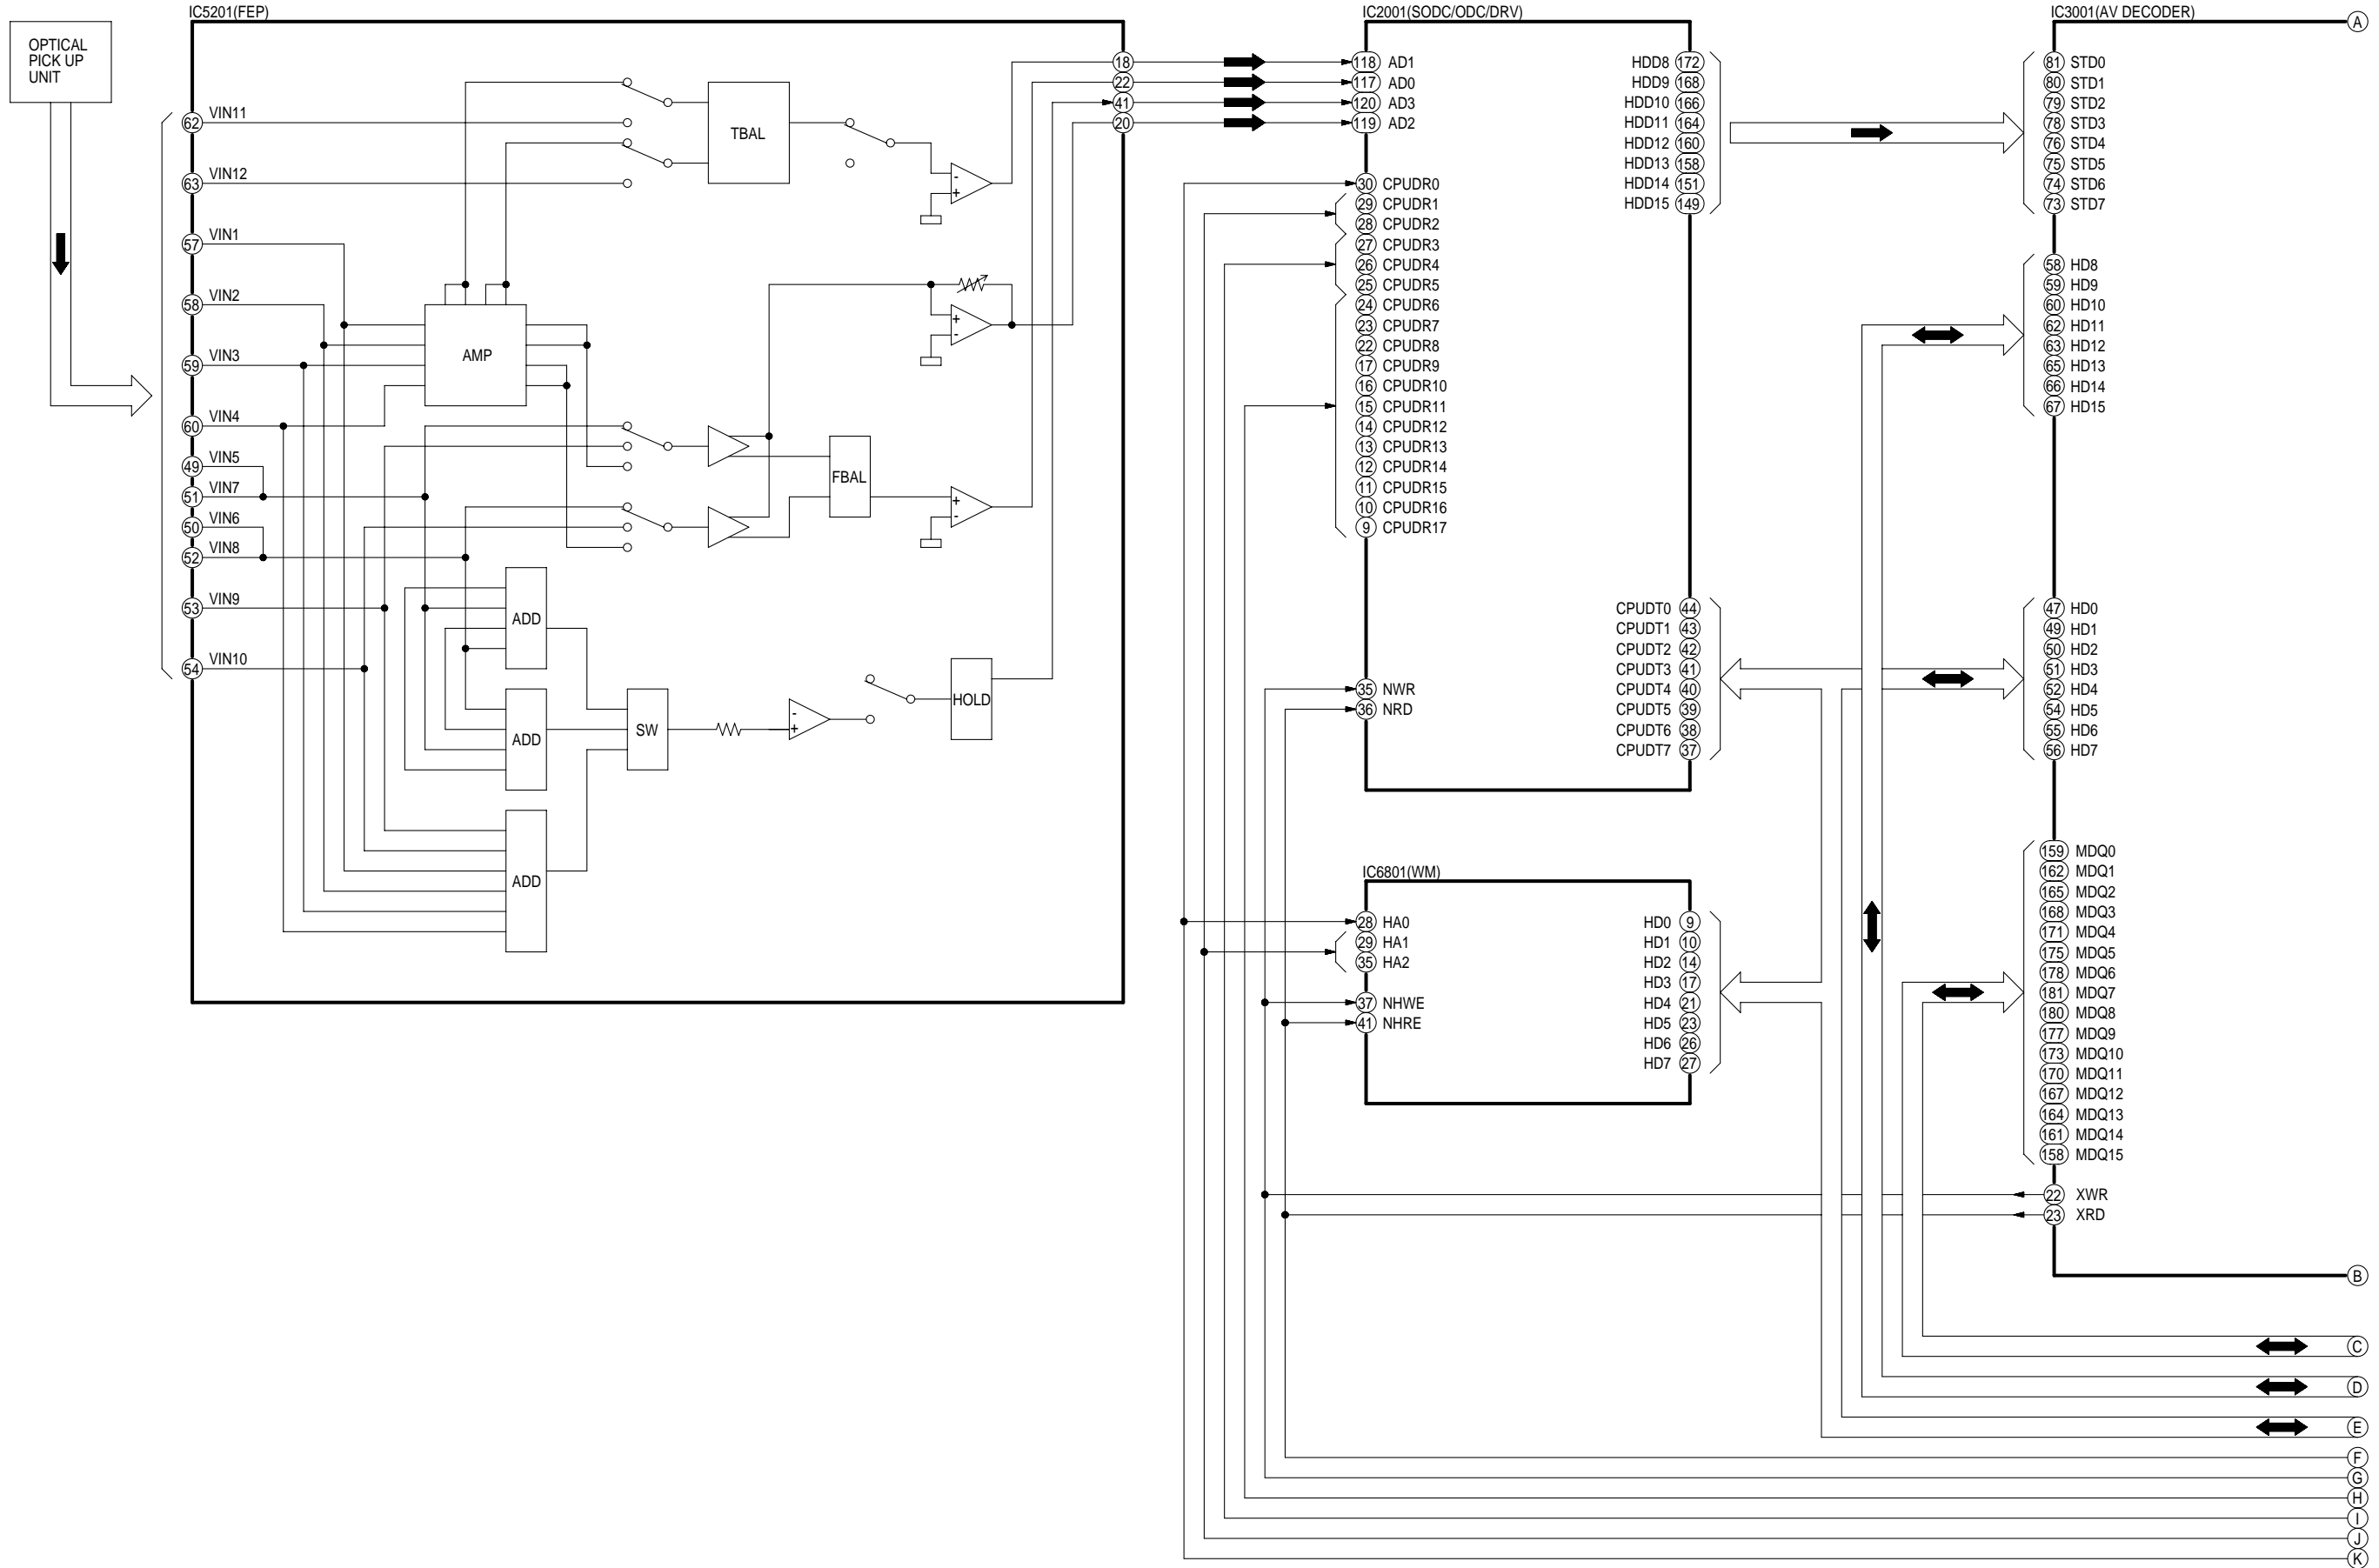 IC5201(FEP)
OPTICAL
PICK UP
UNIT
62 VIN11
63 VIN12
57 VIN1
58 VIN2
59 VIN3
60 VIN4
49 VIN5
51 VIN7
50 VIN6
52 VIN8
53 VIN9
54 VIN10
TBAL
AMP
FBAL
ADD
ADD
ADD
SW
HOLD
-
+
+
-
+
-
-
+
18
22
41
20
IC2001(SODC/ODC/DRV)
118 AD1
117 AD0
120 AD3
119 AD2
30 CPUDR0
29 CPUDR1
28 CPUDR2
27 CPUDR3
26 CPUDR4
25 CPUDR5
24 CPUDR6
23 CPUDR7
22 CPUDR8
17 CPUDR9
16 CPUDR10
15 CPUDR11
14 CPUDR12
13 CPUDR13
12 CPUDR14
11 CPUDR15
10 CPUDR16
9 CPUDR17
35 NWR
36 NRD
HDD8 172
HDD9 168
HDD10 166
HDD11 164
HDD12 160
HDD13 158
HDD14 151
HDD15 149
CPUDT0 44
CPUDT1 43
CPUDT2 42
CPUDT3 41
CPUDT4 40
CPUDT5 39
CPUDT6 38
CPUDT7 37
IC6801(WM)
28 HA0
29 HA1
35 HA2
37 NHWE
41 NHRE
HD0 9
HD1 10
HD2 14
HD3 17
HD4 21
HD5 23
HD6 26
HD7 27
IC3001(AV DECODER)
81 STD0
80 STD1
79 STD2
78 STD3
76 STD4
75 STD5
74 STD6
73 STD7
58 HD8
59 HD9
60 HD10
62 HD11
63 HD12
65 HD13
66 HD14
67 HD15
47 HD0
49 HD1
50 HD2
51 HD3
52 HD4
54 HD5
55 HD6
56 HD7
159 MDQ0
162 MDQ1
165 MDQ2
168 MDQ3
171 MDQ4
175 MDQ5
178 MDQ6
181 MDQ7
180 MDQ8
177 MDQ9
173 MDQ10
170 MDQ11
167 MDQ12
164 MDQ13
161 MDQ14
158 MDQ15
22 XWR
23 XRD
A
B
C
D
E
F
G
H
I
J
K